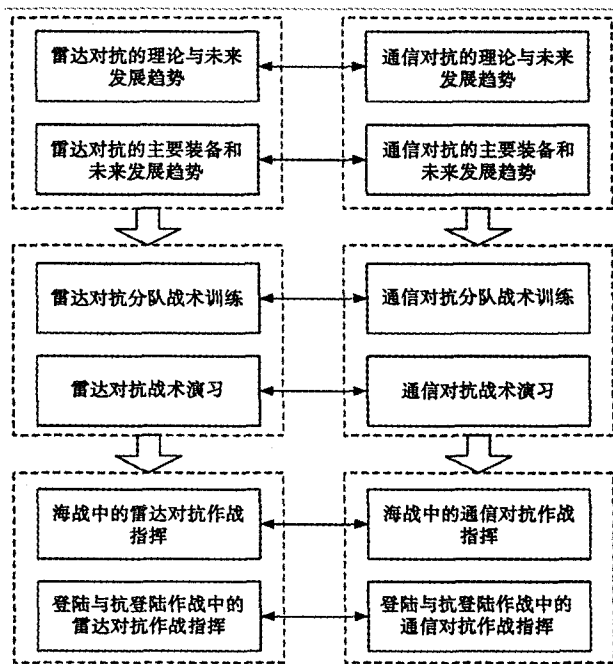 雷达对抗的理论与未来
发展趋势
通信对抗的理论与未来
发展趋势
雷达对抗的主要装备和
未来发展趋势
通信对抗的主要装备和
未来发展趋势
雷达对抗分队战术训练
通信对抗分队战术训练
雷达对抗战术演习
通信对抗战术演习
海战中的雷达对抗作战
指挥
海战中的通信对抗作战
指挥
登陆与抗登陆作战中的
雷达对抗作战指挥
登陆与抗登陆作战中的
通信对抗作战指挥